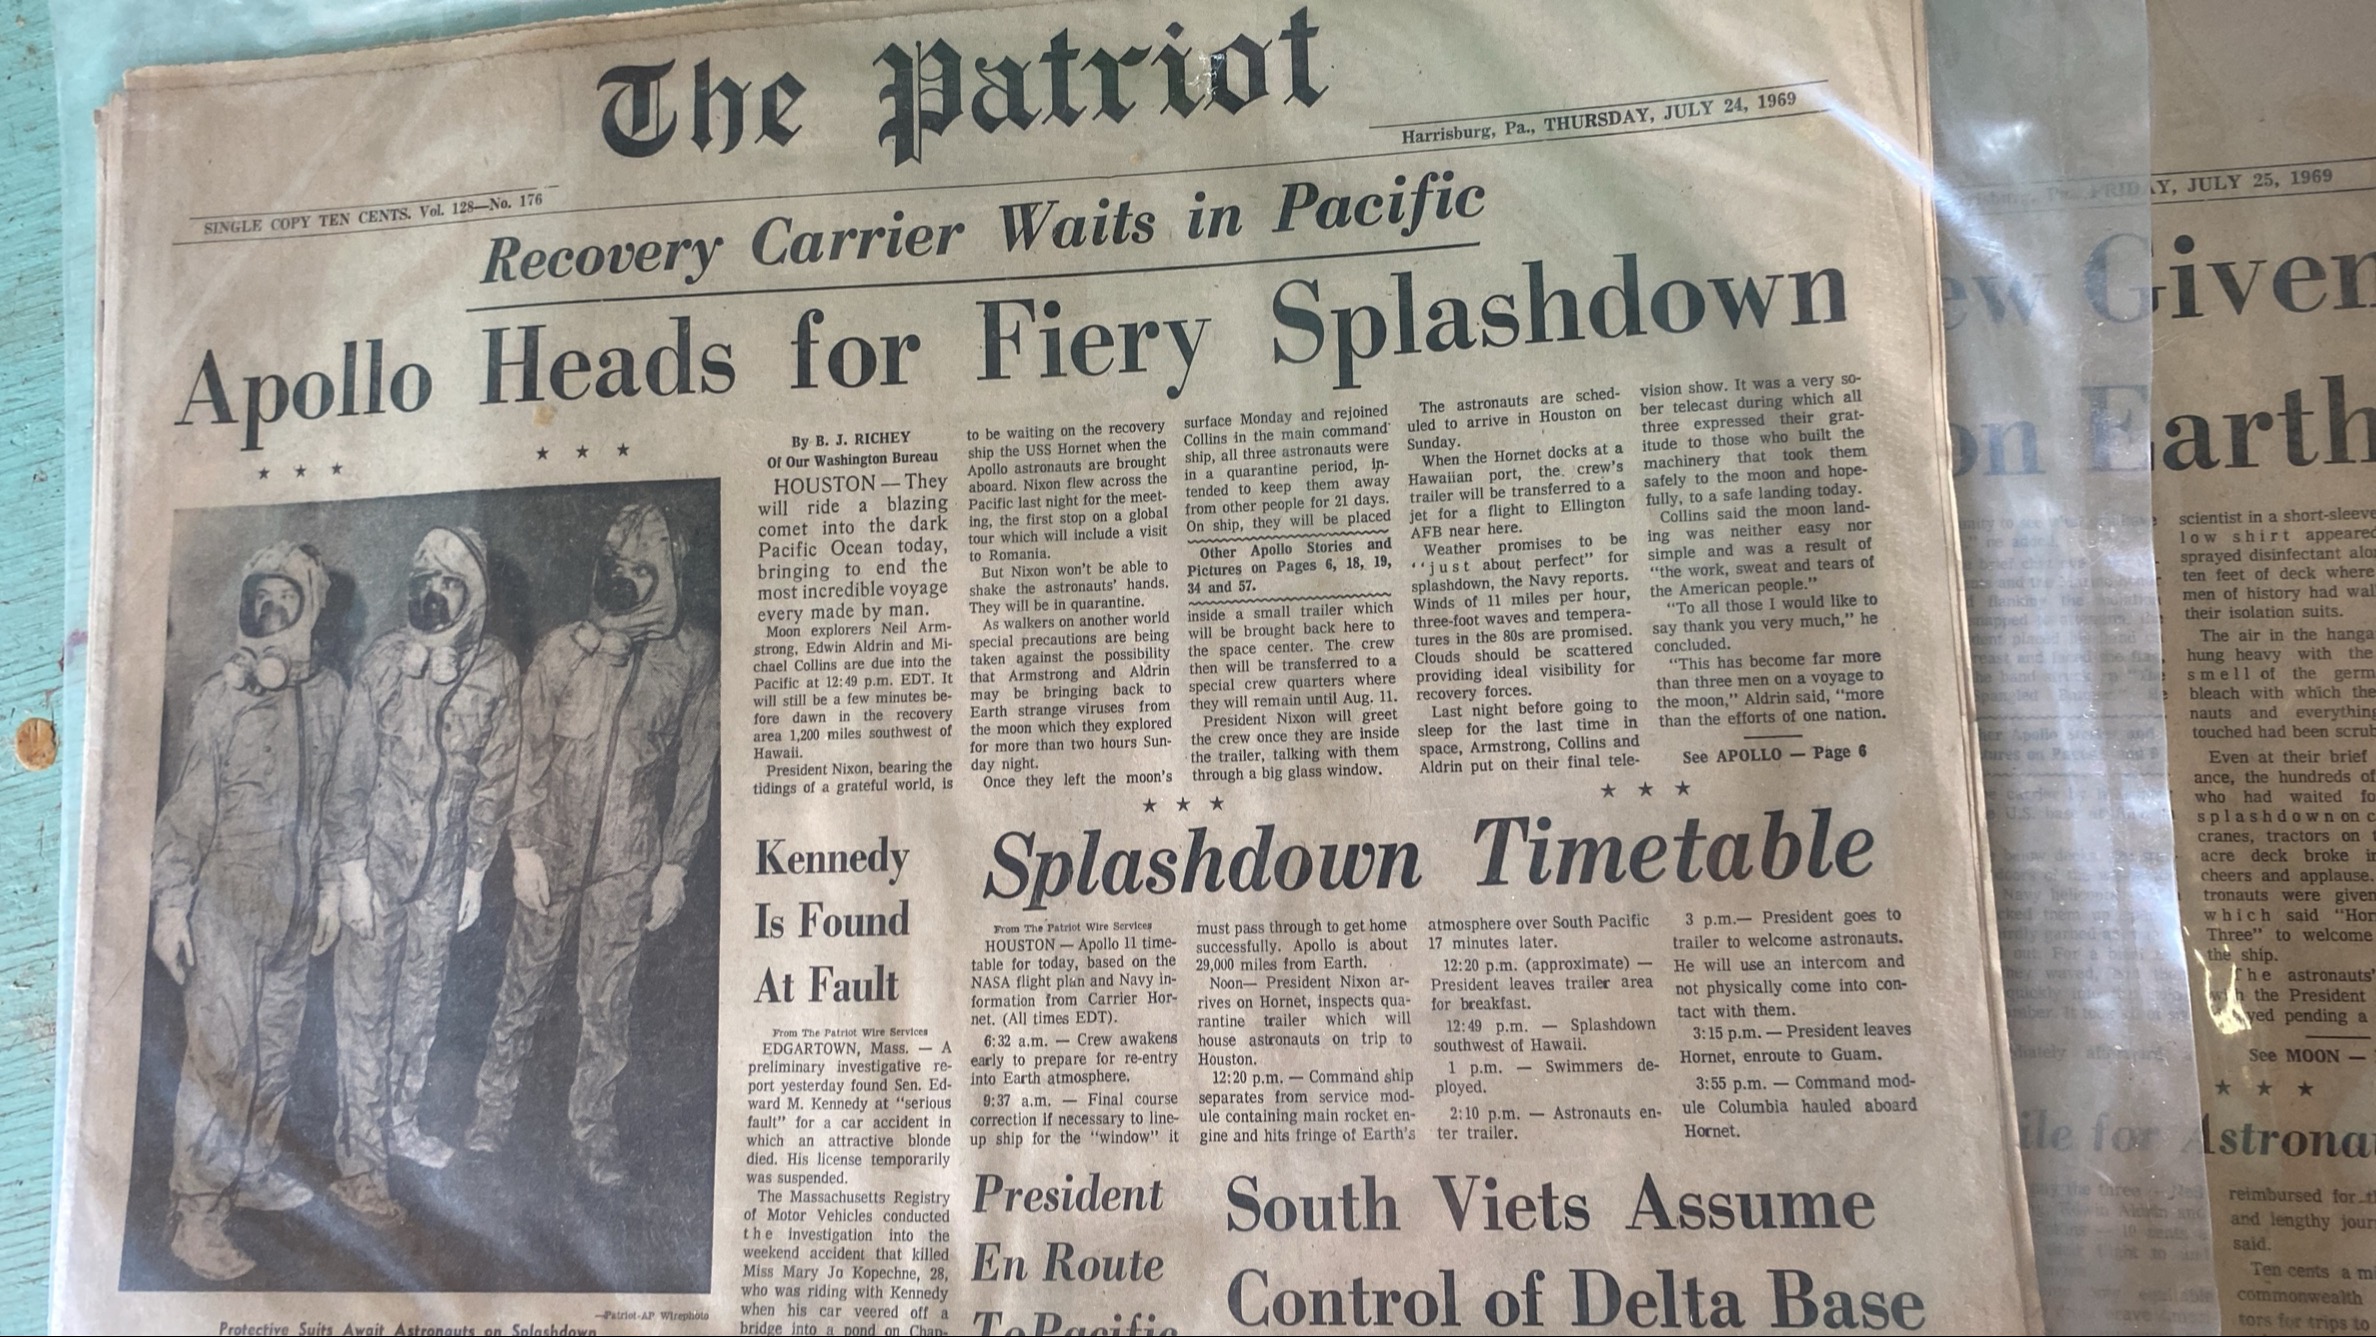 The Patriot
Harrisburg, Pa., THURSDAY, JULY 24, 1969
SINGLE COPY TEN CENTS. Vol. 128—No. 176
Recovery Carrier Waits in Pacific
Apollo Heads for Fiery Splashdown
★ ★ ★ ★ ★ ★
—Patriot-AP Wirephoto
Protective Suits Await Astronauts on Splashdown
By B. J. RICHEY
Of Our Washington Bureau
HOUSTON — They
will ride a blazing
comet into the dark
Pacific Ocean today,
bringing to end the
most incredible voyage
every made by man.
Moon explorers Neil Arm-
strong, Edwin Aldrin and Mi-
chael Collins are due into the
Pacific at 12:49 p.m. EDT. It
will still be a few minutes be-
fore dawn in the recovery
area 1,200 miles southwest of
Hawaii.
President Nixon, bearing the
tidings of a grateful world, is
to be waiting on the recovery
ship the USS Hornet when the
Apollo astronauts are brought
aboard. Nixon flew across the
Pacific last night for the meet-
ing, the first stop on a global
tour which will include a visit
to Romania.
But Nixon won't be able to
shake the astronauts' hands.
They will be in quarantine.
As walkers on another world
special precautions are being
taken against the possibility
that Armstrong and Aldrin
may be bringing back to
Earth strange viruses from
the moon which they explored
for more than two hours Sun-
day night.
Once they left the moon's
surface Monday and rejoined
Collins in the main command
ship, all three astronauts were
in a quarantine period, in-
tended to keep them away
from other people for 21 days.
On ship, they will be placed
Other Apollo Stories and
Pictures on Pages 6, 18, 19,
34 and 57.
inside a small trailer which
will be brought back here to
the space center. The crew
then will be transferred to a
special crew quarters where
they will remain until Aug. 11.
President Nixon will greet
the crew once they are inside
the trailer, talking with them
through a big glass window.
The astronauts are sched-
uled to arrive in Houston on
Sunday.
When the Hornet docks at a
Hawaiian port, the crew's
trailer will be transferred to a
jet for a flight to Ellington
AFB near here.
Weather promises to be
"just about perfect" for
splashdown, the Navy reports.
Winds of 11 miles per hour,
three-foot waves and tempera-
tures in the 80s are promised.
Clouds should be scattered
providing ideal visibility for
recovery forces.
Last night before going to
sleep for the last time in
space, Armstrong, Collins and
Aldrin put on their final tele-
vision show. It was a very so-
ber telecast during which all
three expressed their grat-
itude to those who built the
machinery that took them
safely to the moon and hope-
fully, to a safe landing today.
Collins said the moon land-
ing was neither easy nor
simple and was a result of
"the work, sweat and tears of
the American people."
"To all those I would like to
say thank you very much," he
concluded.
"This has become far more
than three men on a voyage to
the moon," Aldrin said, "more
than the efforts of one nation.
See APOLLO — Page 6
Kennedy
Is Found
At Fault
From The Patriot Wire Services
EDGARTOWN, Mass. — A
preliminary investigative re-
port yesterday found Sen. Ed-
ward M. Kennedy at "serious
fault" for a car accident in
which an attractive blonde
died. His license temporarily
was suspended.
The Massachusetts Registry
of Motor Vehicles conducted
the investigation into the
weekend accident that killed
Miss Mary Jo Kopechne, 28,
who was riding with Kennedy
when his car veered off a
bridge into a pond on Chap-
★ ★ ★ ★ ★ ★
Splashdown Timetable
From The Patriot Wire Services
HOUSTON — Apollo 11 time-
table for today, based on the
NASA flight plan and Navy in-
formation from Carrier Hor-
net. (All times EDT).
6:32 a.m. — Crew awakens
early to prepare for re-entry
into Earth atmosphere.
9:37 a.m. — Final course
correction if necessary to line-
up ship for the "window" it
must pass through to get home
successfully. Apollo is about
29,000 miles from Earth.
Noon— President Nixon ar-
rives on Hornet, inspects qua-
rantine trailer which will
house astronauts on trip to
Houston.
12:20 p.m. — Command ship
separates from service mod-
ule containing main rocket en-
gine and hits fringe of Earth's
atmosphere over South Pacific
17 minutes later.
12:20 p.m. (approximate) —
President leaves trailer area
for breakfast.
12:49 p.m. — Splashdown
southwest of Hawaii.
1 p.m. — Swimmers de-
ployed.
2:10 p.m. — Astronauts en-
ter trailer.
3 p.m.— President goes to
trailer to welcome astronauts.
He will use an intercom and
not physically come into con-
tact with them.
3:15 p.m. — President leaves
Hornet, enroute to Guam.
3:55 p.m. — Command mod-
ule Columbia hauled aboard
Hornet.
President
En Route
To Pacific
South Viets Assume
Control of Delta Base
FRIDAY, JULY 25, 1969
ew Given
on Earth
scientist in a short-sleeve
low shirt appeared
sprayed disinfectant alo
ten feet of deck where
men of history had wal
their isolation suits.
The air in the hanga
hung heavy with the
smell of the germ
bleach with which the
nauts and everything
touched had been scrub
Even at their brief
ance, the hundreds of
who had waited fo
splashdown on c
cranes, tractors on
acre deck broke in
cheers and applause.
tronauts were given
which said "Hor
Three" to welcome
the ship.
The astronauts'
with the President
yed pending a
See MOON —
★ ★ ★
ile for Astrona
reimbursed for t
and lengthy jour
said.
Ten cents a mi
commonwealth
tors for trips to